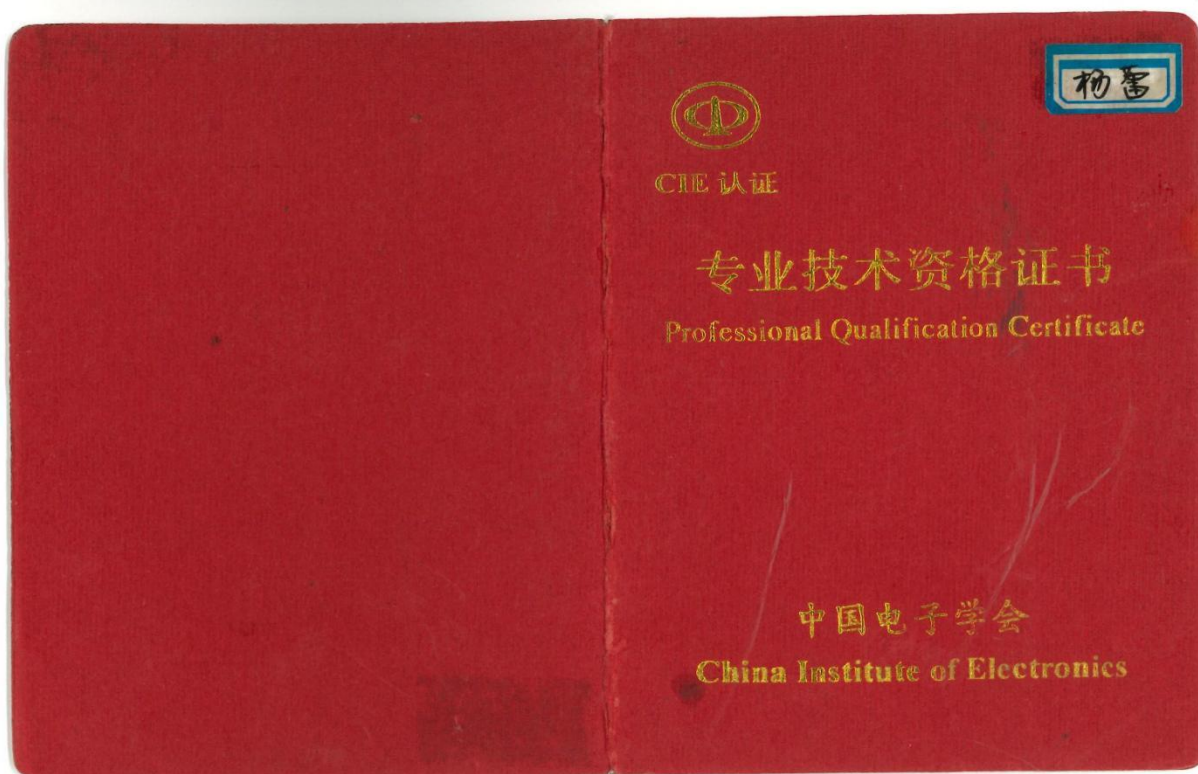 杨蕾
CIE 认证
专业技术资格证书
Professional Qualification Certificate
中国电子学会
China Institute of Electronics